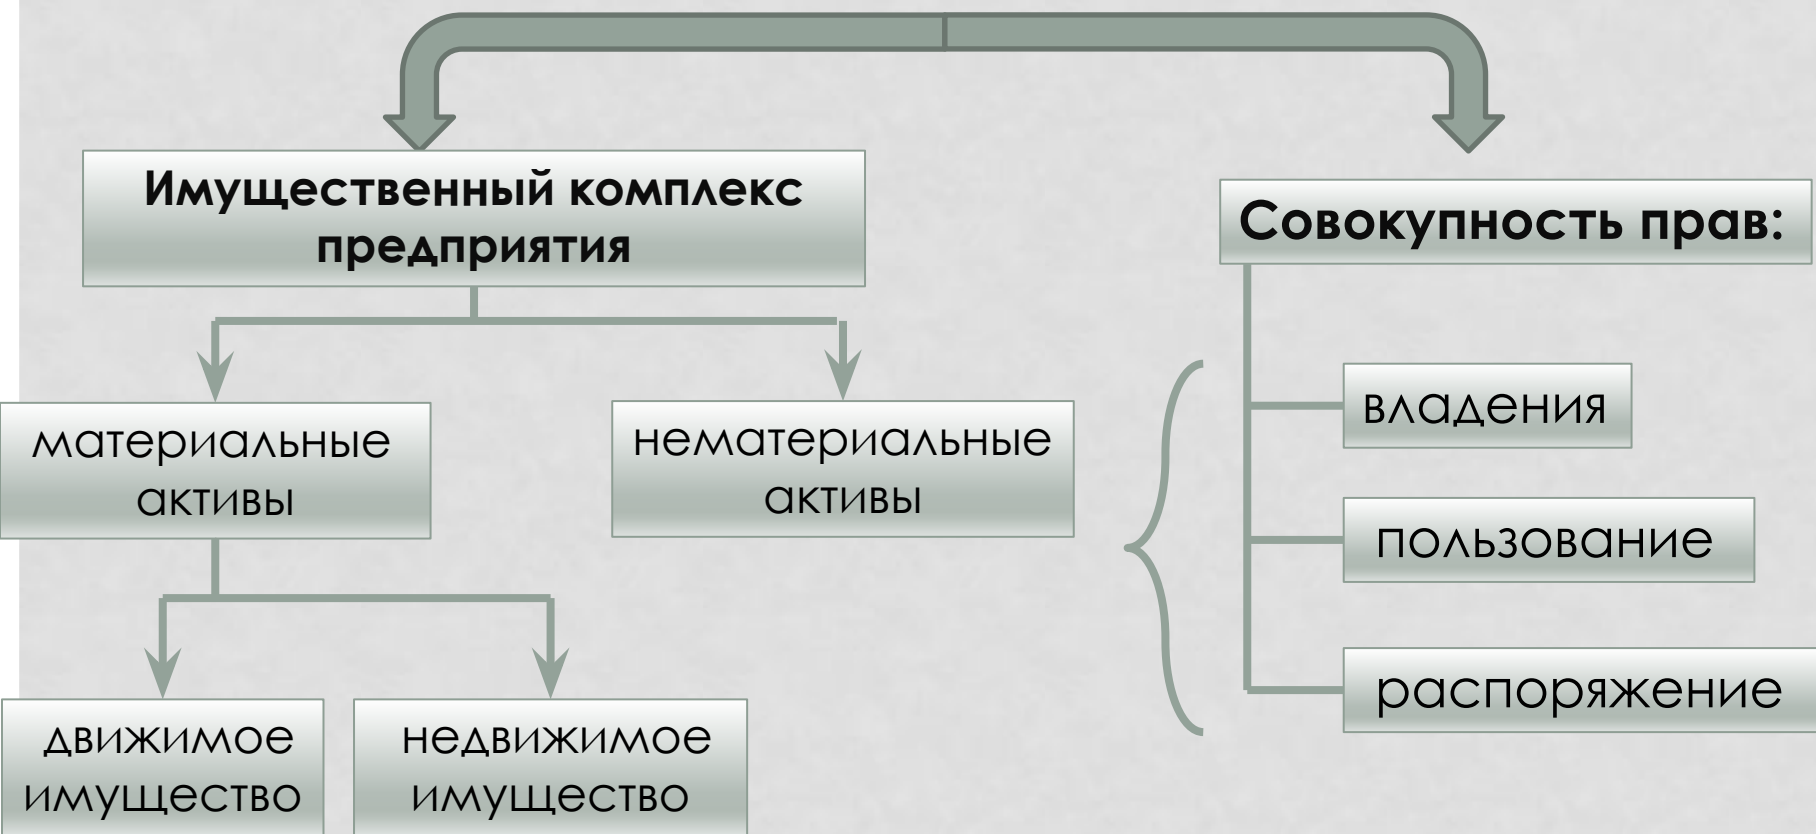 Имущественный комплекс
предприятия
Совокупность прав:
материальные
активы
нематериальные
активы
владения
пользование
распоряжение
движимое
имущество
недвижимое
имущество